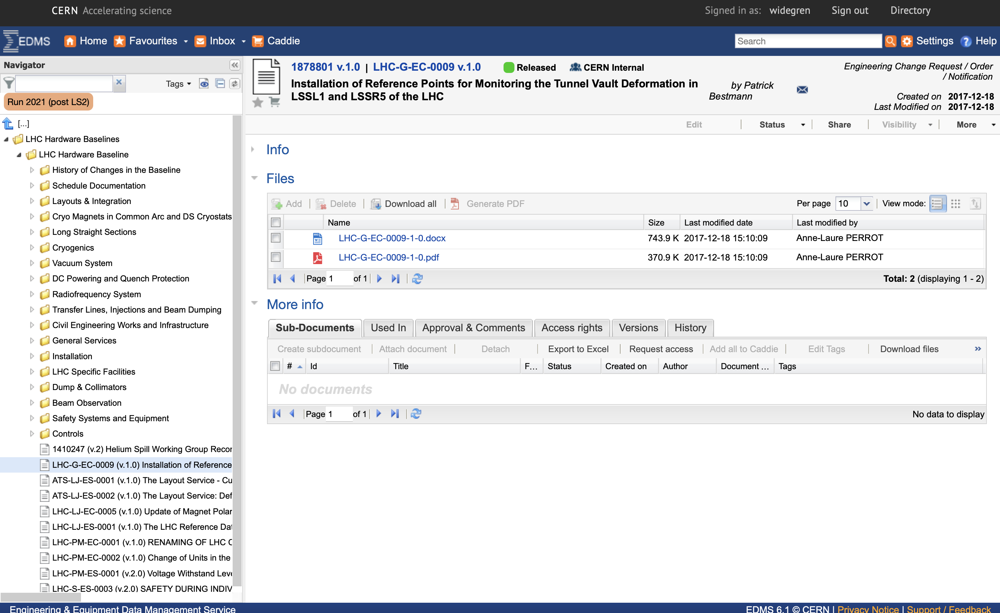 CERN Accelerating science
Signed in as: widegren Sign out Directory
EDMS Home Favourites Inbox Caddie
Search
Settings Help
Navigator
Tags
Run 2021 (post LS2)
[...]
LHC Hardware Baselines
LHC Hardware Baseline
History of Changes in the Baseline
Schedule Documentation
Layouts & Integration
Cryo Magnets in Common Arc and DS Cryostats
Long Straight Sections
Cryogenics
Vacuum System
DC Powering and Quench Protection
Radiofrequency System
Transfer Lines, Injections and Beam Dumping
Civil Engineering Works and Infrastructure
General Services
Installation
LHC Specific Facilities
Dump & Collimators
Beam Observation
Safety Systems and Equipment
Controls
1410247 (v.2) Helium Spill Working Group Recor
LHC-G-EC-0009 (v.1.0) Installation of Reference
ATS-LJ-ES-0001 (v.1.0) The Layout Service - Cu
ATS-LJ-ES-0002 (v.1.0) The Layout Service: Def
LHC-LJ-EC-0005 (v.1.0) Update of Magnet Polar
LHC-LJ-ES-0001 (v.1.0) The LHC Reference Dat
LHC-PM-EC-0001 (v.1.0) RENAMING OF LHC C
LHC-PM-EC-0002 (v.1.0) Change of Units in the
LHC-PM-ES-0001 (v.2.0) Voltage Withstand Leve
LHC-S-ES-0003 (v.2.0) SAFETY DURING INDIV
1878801 v.1.0 | LHC-G-EC-0009 v.1.0 Released CERN Internal
Installation of Reference Points for Monitoring the Tunnel Vault Deformation in
LSSL1 and LSSR5 of the LHC
by Patrick
Bestmann
Engineering Change Request / Order
/ Notification
Created on 2017-12-18
Last Modified on 2017-12-18
Edit Status Share Visibility More
Info
Files
Add Delete Download all Generate PDF Per page 10 View mode:
Name Size Last modified date Last modified by
LHC-G-EC-0009-1-0.docx 743.9 K 2017-12-18 15:10:09 Anne-Laure PERROT
LHC-G-EC-0009-1-0.pdf 370.9 K 2017-12-18 15:10:09 Anne-Laure PERROT
Page 1 of 1 Total: 2 (displaying 1 - 2)
More info
Sub-Documents Used In Approval & Comments Access rights Versions History
Create subdocument Attach document Detach Export to Excel Request access Add all to Caddie Edit Tags Download files »
# Id Title F... Status Created on Author Document ... Tags
No documents
Page 1 of 1 No data to display
Engineering & Equipment Data Management Service
EDMS 6.1 © CERN | Privacy Notice | Support / Feedback